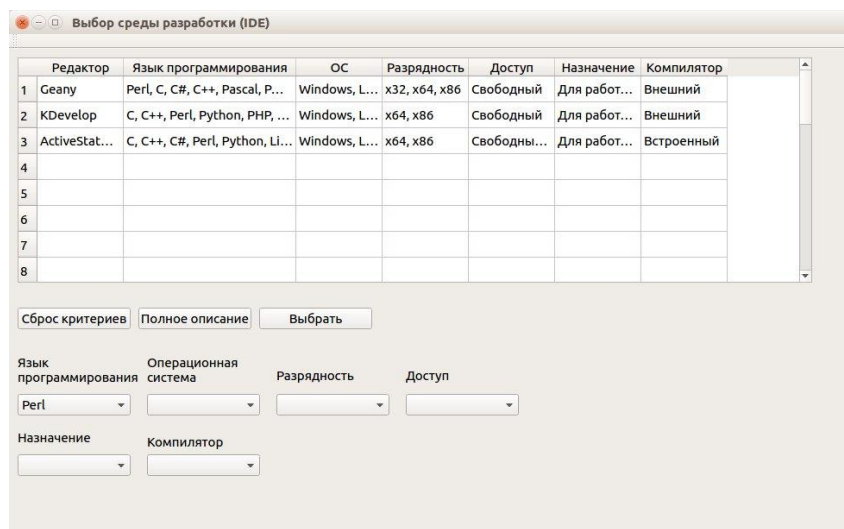 Выбор среды разработки (IDE)
Редактор Язык программирования ОС Разрядность Доступ Назначение Компилятор
1 Geany Perl, C, C#, C++, Pascal, P... Windows, L... x32, x64, x86 Свободный Для работ... Внешний
2 KDevelop C, C++, Perl, Python, PHP, ... Windows, L... x64, x86 Свободный Для работ... Внешний
3 ActiveStat... C, C++, C#, Perl, Python, Li... Windows, L... x64, x86 Свободны... Для работ... Встроенный
4
5
6
7
8
Сброс критериев Полное описание Выбрать
Язык
программирования
Операционная
система
Разрядность
Доступ
Perl
Назначение
Компилятор